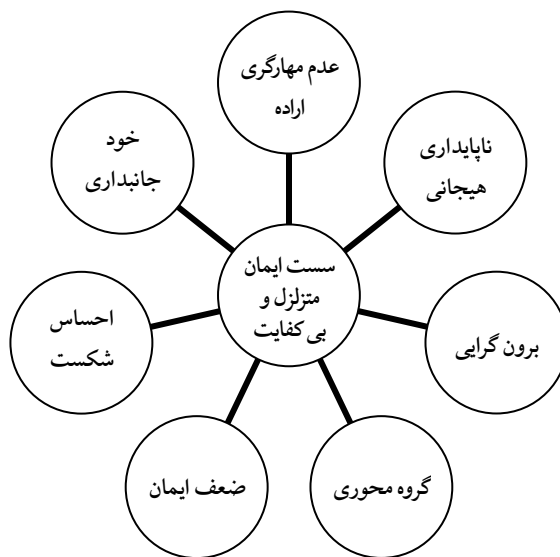 عدم مهارگری
اراده
ناپایداری
هیجانی
برون گرایی
گروه محوری
ضعف ایمان
احساس
شکست
خود
جانبداری
سست ایمان
متزلزل و
بی کفایت